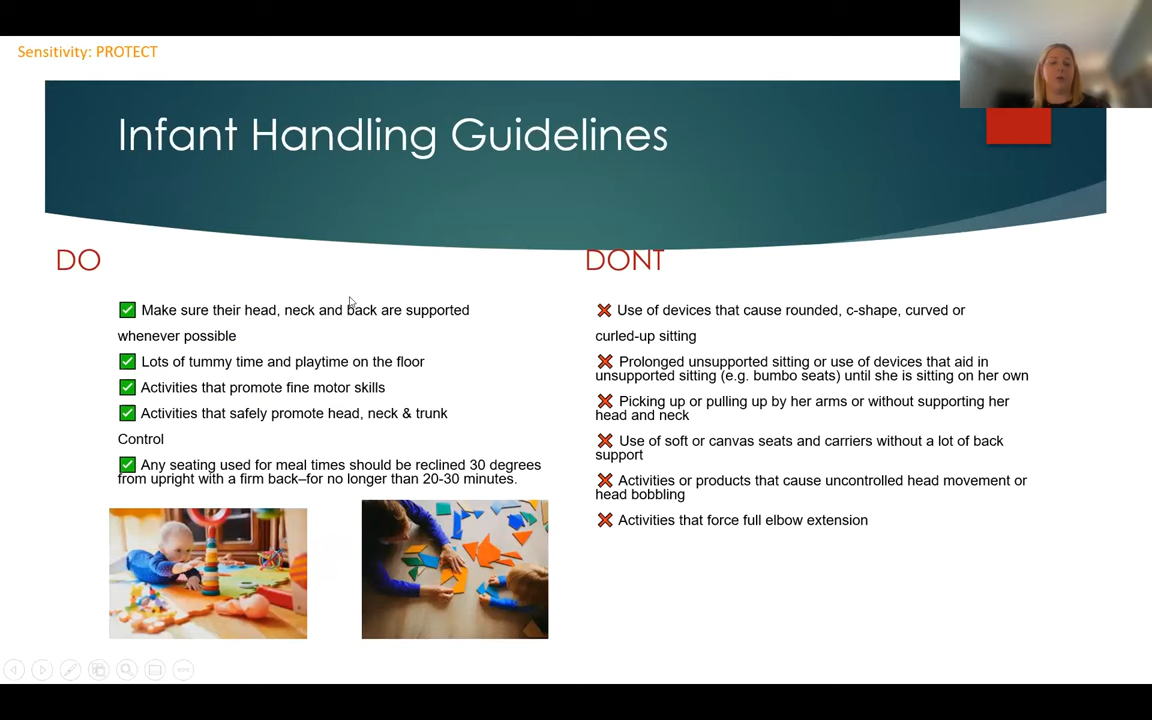 Sensitivity: PROTECT
Infant Handling Guidelines
DO
✅ Make sure their head, neck and back are supported
whenever possible
✅ Lots of tummy time and playtime on the floor
✅ Activities that promote fine motor skills
✅ Activities that safely promote head, neck & trunk
Control
✅ Any seating used for meal times should be reclined 30 degrees
from upright with a firm back–for no longer than 20-30 minutes.
DONT
❌ Use of devices that cause rounded, c-shape, curved or
curled-up sitting
❌ Prolonged unsupported sitting or use of devices that aid in
unsupported sitting (e.g. bumbo seats) until she is sitting on her own
❌ Picking up or pulling up by her arms or without supporting her
head and neck
❌ Use of soft or canvas seats and carriers without a lot of back
support
❌ Activities or products that cause uncontrolled head movement or
head bobbling
❌ Activities that force full elbow extension